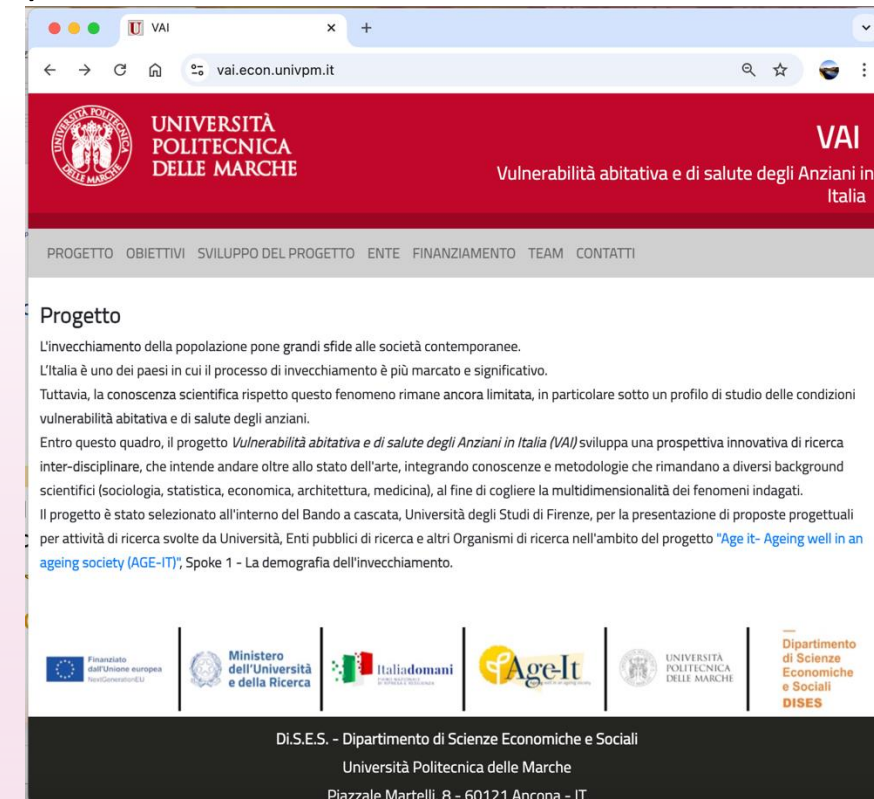 VAI
vai.econ.univpm.it
UNIVERSITÀ
POLITECNICA
DELLE MARCHE
VAI
Vulnerabilità abitativa e di salute degli Anziani in
Italia
PROGETTO OBIETTIVI SVILUPPO DEL PROGETTO ENTE FINANZIAMENTO TEAM CONTATTI
Progetto
L'invecchiamento della popolazione pone grandi sfide alle società contemporanee.
L'Italia è uno dei paesi in cui il processo di invecchiamento è più marcato e significativo.
Tuttavia, la conoscenza scientifica rispetto questo fenomeno rimane ancora limitata, in particolare sotto un profilo di studio delle condizioni
vulnerabilità abitativa e di salute degli anziani.
Entro questo quadro, il progetto Vulnerabilità abitativa e di salute degli Anziani in Italia (VAI) sviluppa una prospettiva innovativa di ricerca
inter-disciplinare, che intende andare oltre allo stato dell'arte, integrando conoscenze e metodologie che rimandano a diversi background
scientifici (sociologia, statistica, economica, architettura, medicina), al fine di cogliere la multidimensionalità dei fenomeni indagati.
Il progetto è stato selezionato all'interno del Bando a cascata, Università degli Studi di Firenze, per la presentazione di proposte progettuali
per attività di ricerca svolte da Università, Enti pubblici di ricerca e altri Organismi di ricerca nell'ambito del progetto "Age it- Ageing well in an
ageing society (AGE-IT)", Spoke 1 - La demografia dell'invecchiamento.
Finanziato
dall'Unione europea
NextGenerationEU
Ministero
dell'Università
e della Ricerca
Italiadomani
Age-It
UNIVERSITÀ
POLITECNICA
DELLE MARCHE
Dipartimento
di Scienze
Economiche
e Sociali
DISES
Di.S.E.S. - Dipartimento di Scienze Economiche e Sociali
Università Politecnica delle Marche
Piazzale Martelli, 8 - 60121 Ancona - IT